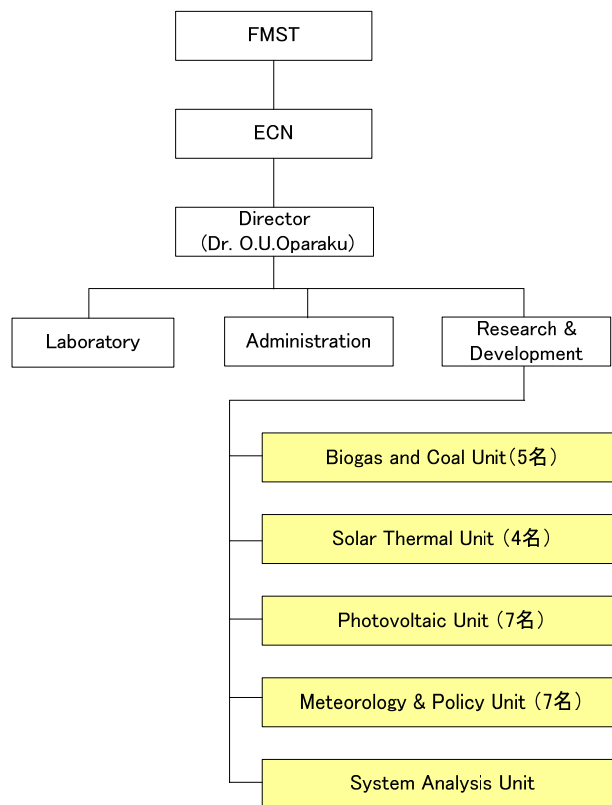 FMST
ECN
Director
(Dr. O.U.Oparaku)
Laboratory
Administration
Research &
Development
Biogas and Coal Unit(5名)
Solar Thermal Unit (4名)
Photovoltaic Unit (7名)
Meteorology & Policy Unit (7名)
System Analysis Unit